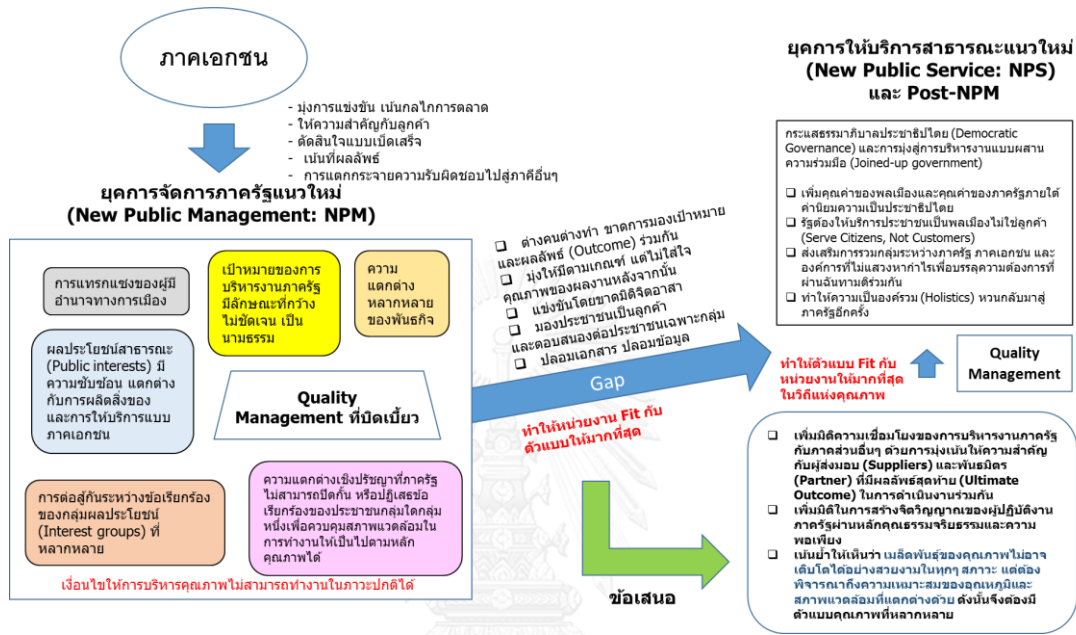 ภาคเอกชน
- มุ่งการแข่งขัน เน้นกลไกการตลาด
- ให้ความสำคัญกับลูกค้า
- ตัดสินใจแบบเบ็ดเสร็จ
- เน้นที่ผลลัพธ์
- การแตกกระจายความรับผิดชอบไปสู่ภาคีอื่นๆ
ยุคการจัดการภาครัฐแนวใหม่
(New Public Management: NPM)
การแทรกแซงของผู้มี
อำนาจทางการเมือง
เป้าหมายของการ
บริหารงานภาครัฐ
มีลักษณะที่กว้าง
ไม่ชัดเจน เป็น
นามธรรม
ความ
แตกต่าง
หลากหลาย
ของพันธกิจ
ผลประโยชน์สาธารณะ
(Public interests) มี
ความซับซ้อน แตกต่าง
กับการผลิตสิ่งของ
และการให้บริการแบบ
ภาคเอกชน
Quality
Management ที่บิดเบี้ยว
การต่อสู้กันระหว่างข้อเรียกร้อง
ของกลุ่มผลประโยชน์
(Interest groups) ที่
หลากหลาย
ความแตกต่างเชิงปรัชญาที่ภาครัฐ
ไม่สามารถปิดกั้น หรือปฏิเสธข้อ
เรียกร้องของประชาชนกลุ่มใดกลุ่ม
หนึ่งเพื่อควบคุมสภาพแวดล้อมใน
การทำงานให้เป็นไปตามหลัก
คุณภาพได้
เงื่อนไขให้การบริหารคุณภาพไม่สามารถทำงานในภาวะปกติได้
❑ ต่างคนต่างทำ ขาดการมองเป้าหมาย
และผลลัพธ์ (Outcome) ร่วมกัน
❑ มุ่งให้มีตามเกณฑ์ แต่ไม่ใส่ใจ
คุณภาพของผลงานหลังจากนั้น
❑ แข่งขันโดยขาดมิติจิตอาสา
❑ มองประชาชนเป็นลูกค้า
และตอบสนองต่อประชาชนเฉพาะกลุ่ม
❑ ปลอมเอกสาร ปลอมข้อมูล
Gap
ทำให้หน่วยงาน Fit กับ
ตัวแบบให้มากที่สุด
ข้อเสนอ
ยุคการให้บริการสาธารณะแนวใหม่
(New Public Service: NPS)
และ Post-NPM
กระแสธรรมาภิบาลประชาธิปไตย (Democratic
Governance) และการมุ่งสู่การบริหารงานแบบผสาน
ความร่วมมือ (Joined-up government)
❑ เพิ่มคุณค่าของพลเมืองและคุณค่าของภาครัฐภายใต้
ค่านิยมความเป็นประชาธิปไตย
❑ รัฐต้องให้บริการประชาชนเป็นพลเมืองไม่ใช่ลูกค้า
(Serve Citizens, Not Customers)
❑ ส่งเสริมการรวมกลุ่มระหว่างภาครัฐ ภาคเอกชน และ
องค์การที่ไม่แสวงหากำไรเพื่อบรรลุความต้องการที่
ผ่านฉันทามติร่วมกัน
❑ ทำให้ความเป็นองค์รวม (Holistics) หวนกลับมาสู่
ภาครัฐอีกครั้ง
ทำให้ตัวแบบ Fit กับ
หน่วยงานให้มากที่สุด
ในวิถีแห่งคุณภาพ
Quality
Management
❑ เพิ่มมิติความเชื่อมโยงของการบริหารงานภาครัฐ
กับภาคส่วนอื่นๆ ด้วยการมุ่งเน้นให้ความสำคัญ
กับผู้ส่งมอบ (Suppliers) และพันธมิตร
(Partner) ที่มีผลลัพธ์สุดท้าย (Ultimate
Outcome) ในการดำเนินงานร่วมกัน
❑ เพิ่มมิติในการสร้างจิตวิญญาณของผู้ปฏิบัติงาน
ภาครัฐผ่านหลักคุณธรรมจริยธรรมและความ
พอเพียง
❑ เน้นย้ำให้เห็นว่า เมล็ดพันธุ์ของคุณภาพไม่อาจ
เติบโตได้อย่างสวยงามในทุกๆ สภาวะ แต่ต้อง
พิจารณาถึงความเหมาะสมของอุณหภูมิและ
สภาพแวดล้อมที่แตกต่างด้วย ดังนั้นจึงต้องมี
ตัวแบบคุณภาพที่หลากหลาย